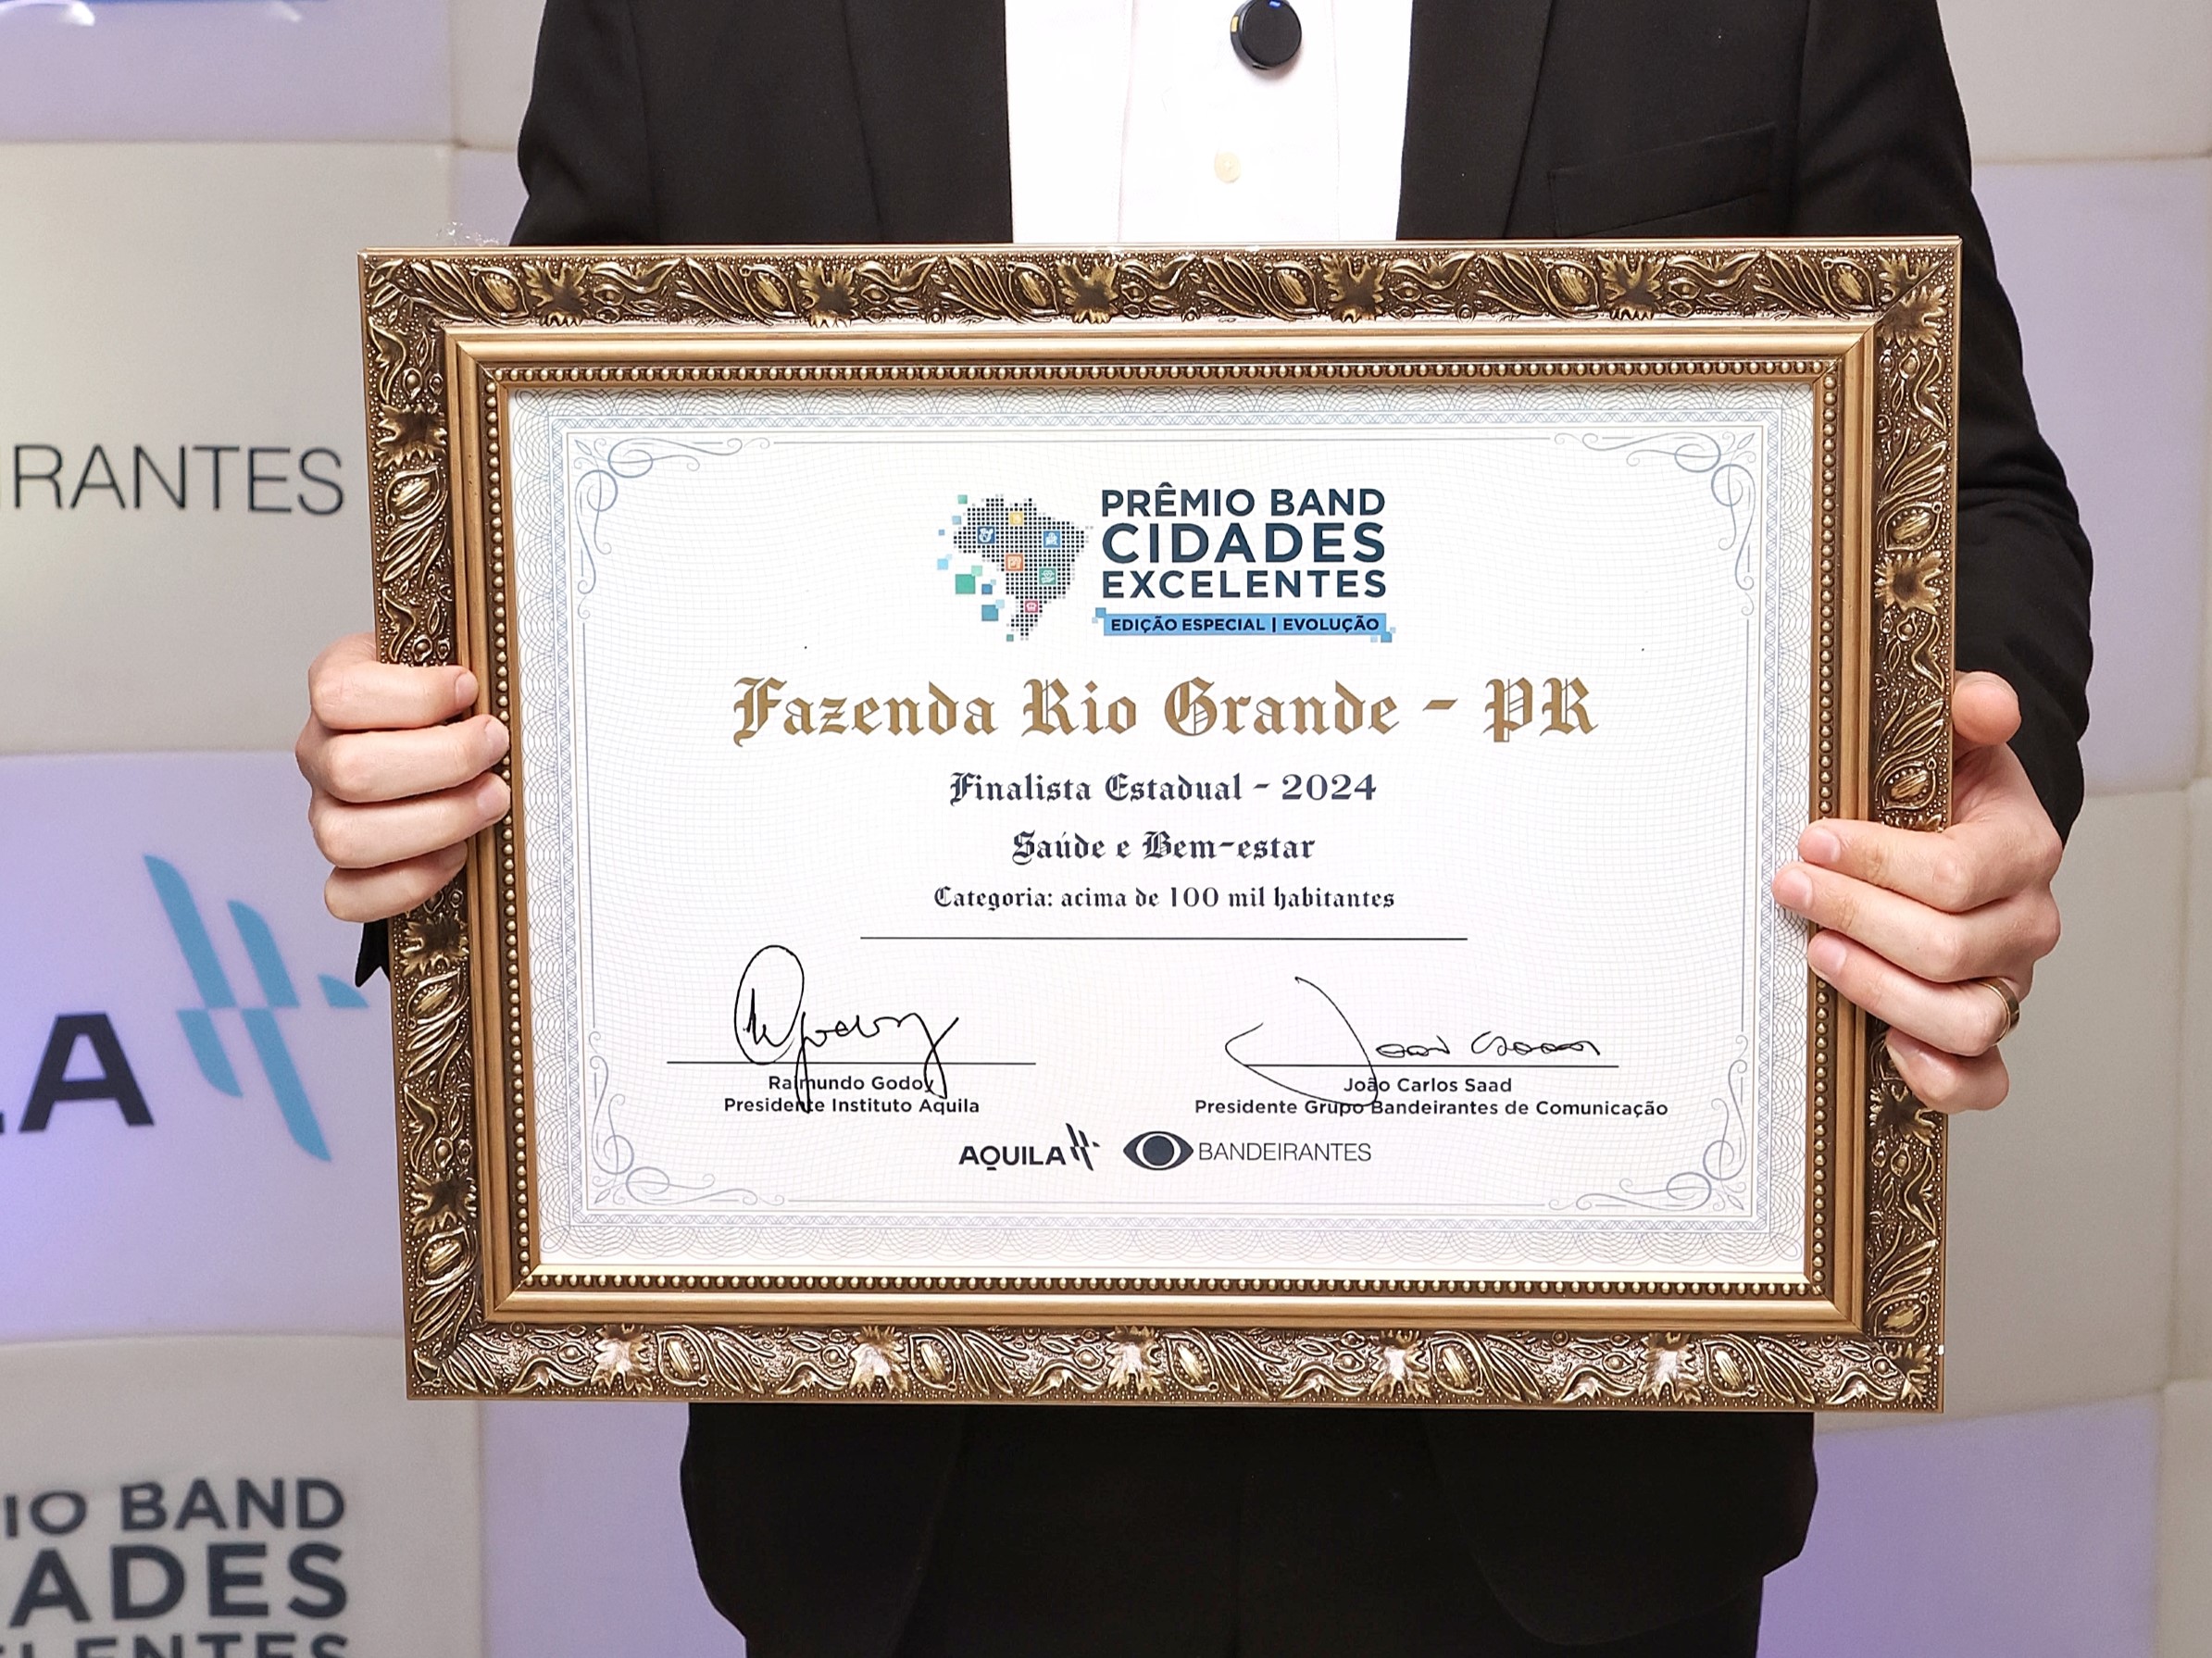 IRANTES
LA
IO BAND
ADES
ELENTES
PRÊMIO BAND
CIDADES
EXCELENTES
EDIÇÃO ESPECIAL | EVOLUÇÃO
Fazenda Rio Grande - PR
Finalista Estadual - 2024
Saúde e Bem-estar
Categoria: acima de 100 mil habitantes
Raimundo Godoy
Presidente Instituto Aquila
João Carlos Saad
Presidente Grupo Bandeirantes de Comunicação
AQUILA
BANDEIRANTES